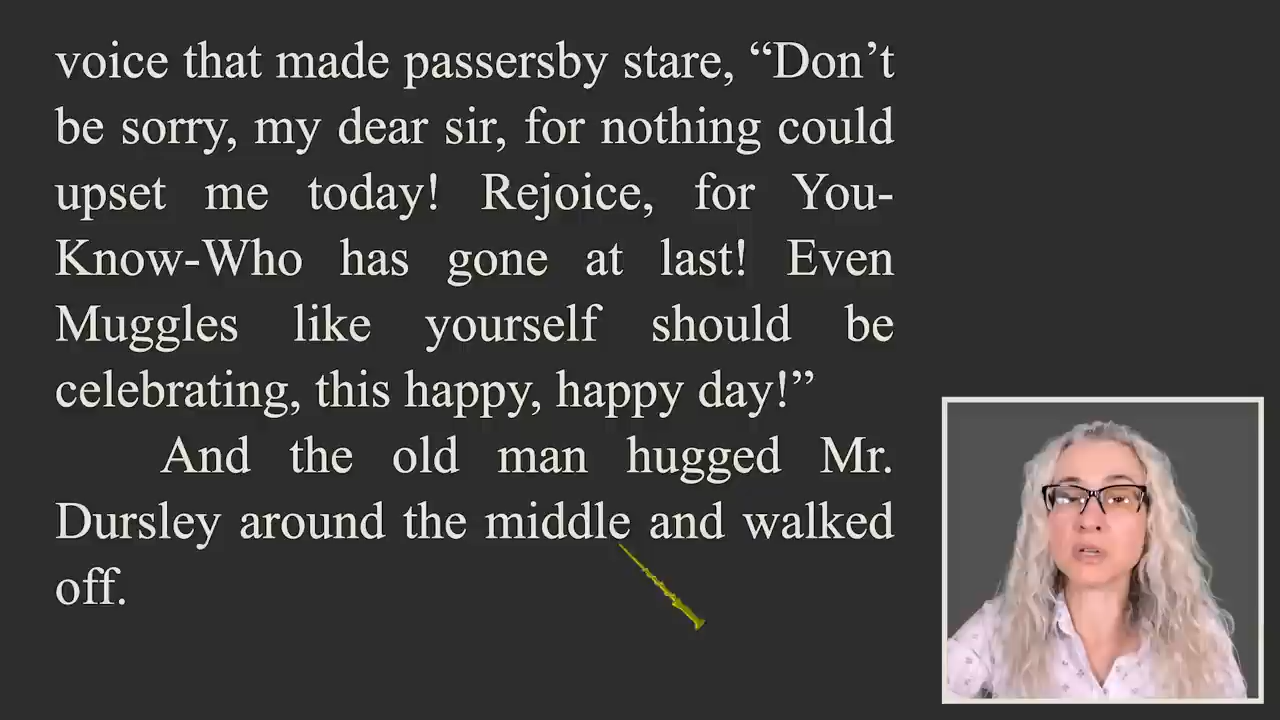 voice that made passersby stare, “Don’t
be sorry, my dear sir, for nothing could
upset me today! Rejoice, for You-
Know-Who has gone at last! Even
Muggles like yourself should be
celebrating, this happy, happy day!”
And the old man hugged Mr.
Dursley around the middle and walked
off.